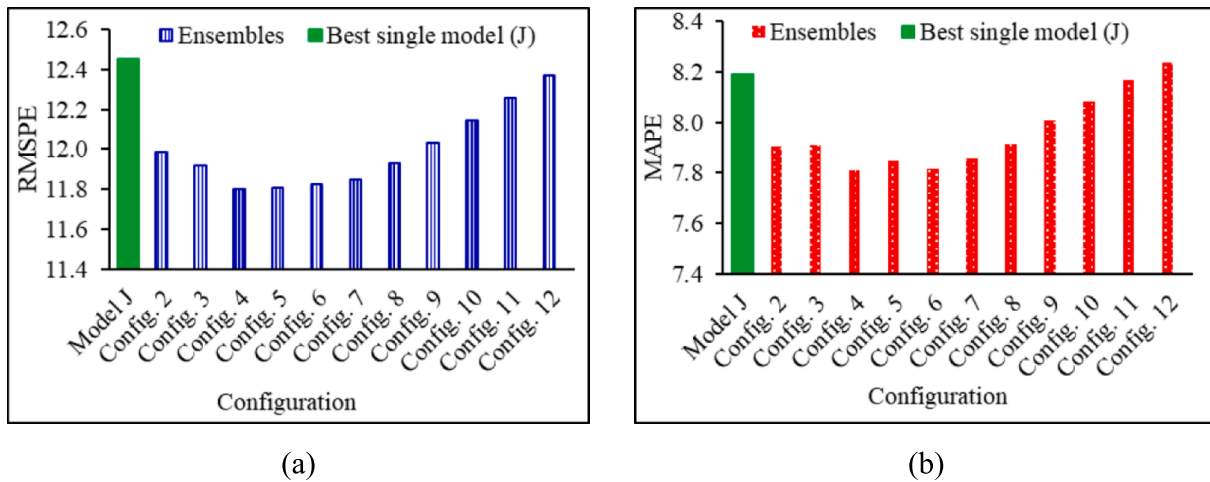 12.6
12.4
12.2
12.0
11.8
11.6
11.4
RMSPE
Ensembles
Best single model (J)
Model J
Config. 2
Config. 3
Config. 4
Config. 5
Config. 6
Config. 7
Config. 8
Config. 9
Config. 10
Config. 11
Config. 12
Configuration
(a)
8.4
8.2
8.0
7.8
7.6
7.4
MAPE
Ensembles
Best single model (J)
Model J
Config. 2
Config. 3
Config. 4
Config. 5
Config. 6
Config. 7
Config. 8
Config. 9
Config. 10
Config. 11
Config. 12
Configuration
(b)